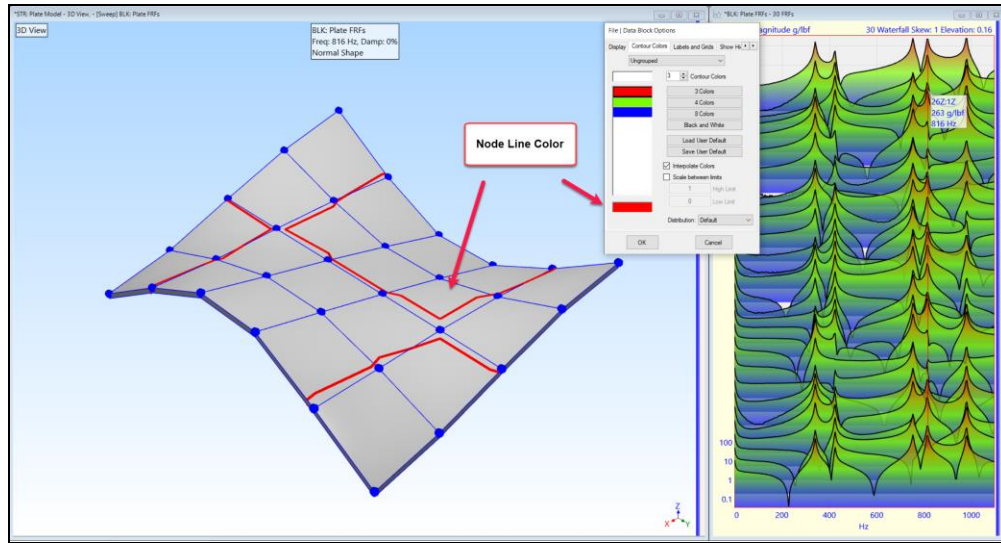 *STR: Plate Model - 3D View, - [Sweep] BLK: Plate FRFs
3D View
BLK: Plate FRFs
Freq: 816 Hz, Damp: 0%
Normal Shape
Node Line Color
Z
X
Y
File | Data Block Options
Display
Contour Colors
Labels and Grids
Ungrouped
3
Contour Colors
3 Colors
4 Colors
8 Colors
Black and White
Load User Default
Save User Default
Interpolate Colors
Scale between limits
1
High Limit
0
Low Limit
Distribution
Default
OK
Cancel
*BLK: Plate FRFs - 30 FRFs
agnitude g/lbf
30 Waterfall Skew: 1 Elevation: 0.16
26Z:1Z
263 g/lbf
816 Hz
100
10
1
0.1
0
200
400
600
800
1000
Hz